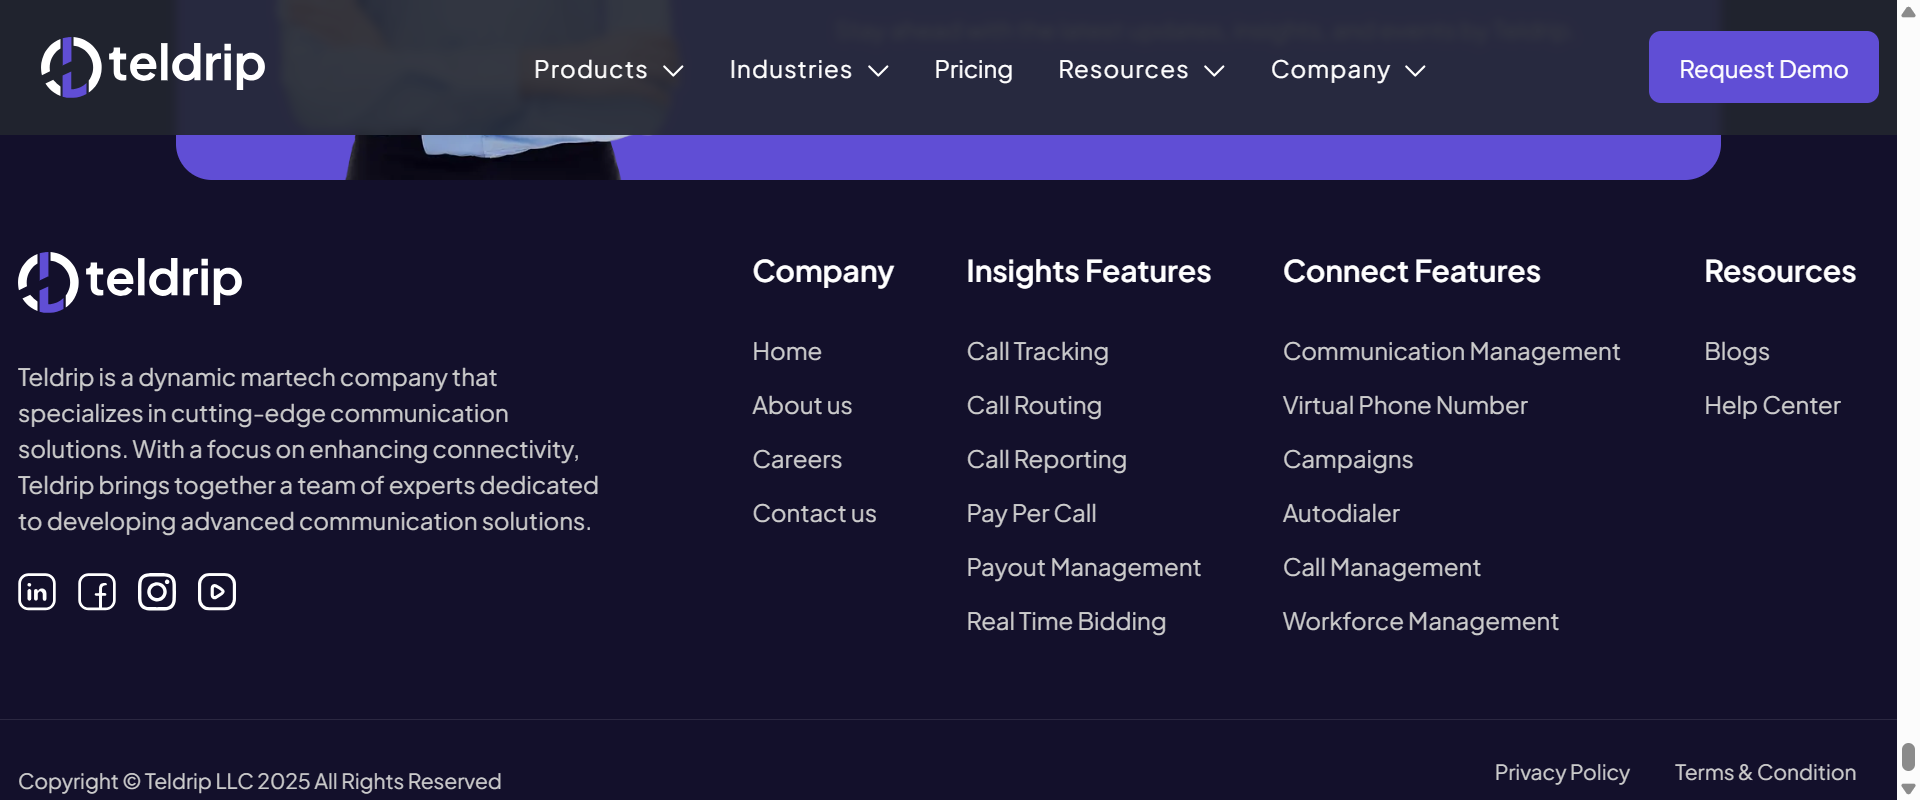 teldrip
Products
Industries
Pricing
Resources
Company
Request Demo
teldrip
Teldrip is a dynamic martech company that
specializes in cutting-edge communication
solutions. With a focus on enhancing connectivity,
Teldrip brings together a team of experts dedicated
to developing advanced communication solutions.
Company
Home
About us
Careers
Contact us
Insights Features
Call Tracking
Call Routing
Call Reporting
Pay Per Call
Payout Management
Real Time Bidding
Connect Features
Communication Management
Virtual Phone Number
Campaigns
Autodialer
Call Management
Workforce Management
Resources
Blogs
Help Center
Copyright © Teldrip LLC 2025 All Rights Reserved
Privacy Policy
Terms & Condition